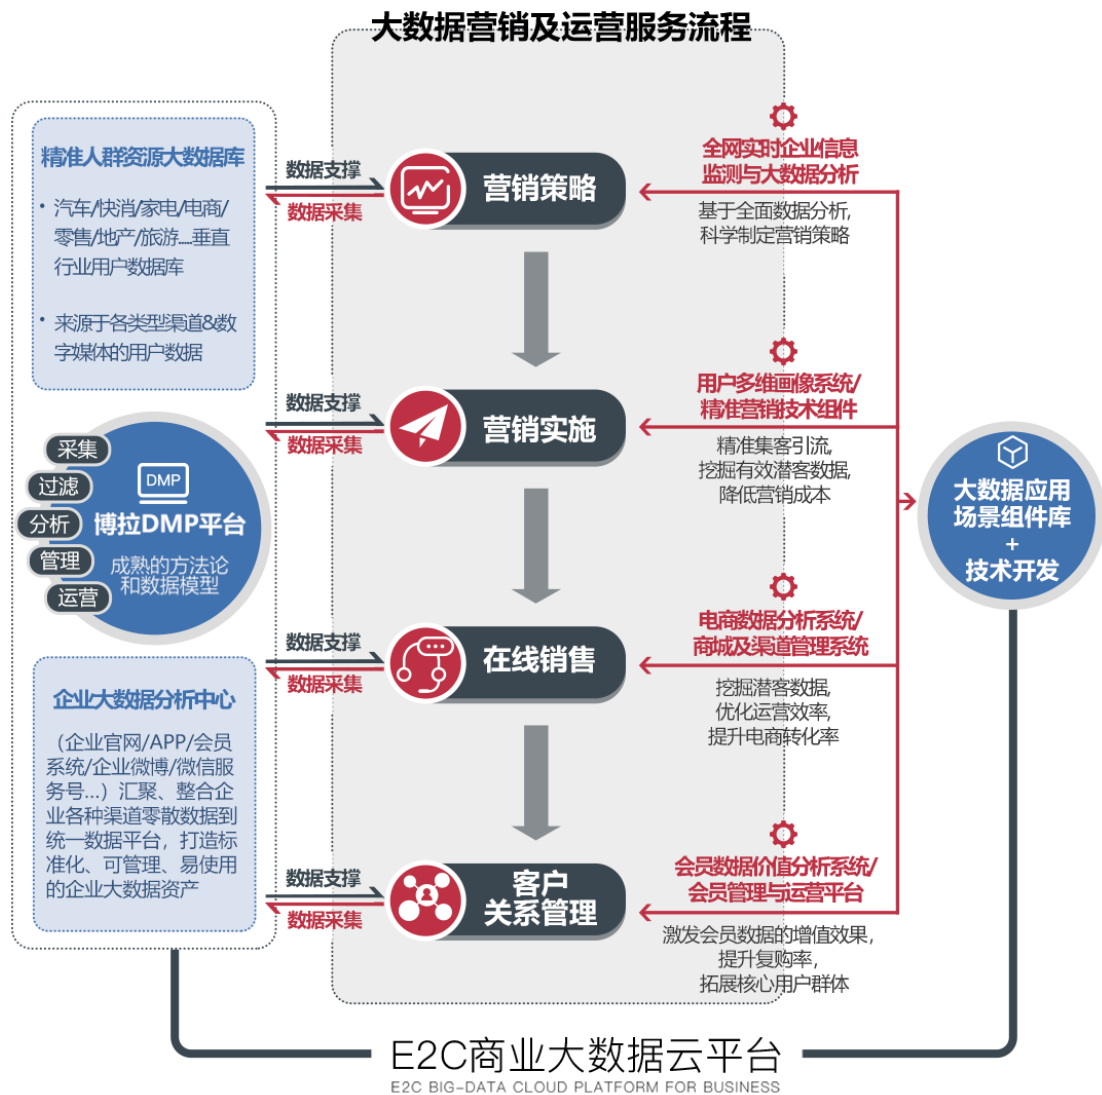 大数据营销及运营服务流程
精准人群资源大数据库
• 汽车/快消/家电/电商/
零售/地产/旅游....垂直
行业用户数据库
• 来源于各类型渠道&数
字媒体的用户数据
采集
过滤
分析
管理
运营
DMP
博拉DMP平台
成熟的方法论
和数据模型
企业大数据分析中心
（企业官网/APP/会员
系统/企业微博/微信服
务号...）汇聚、整合企
业各种渠道零散数据到
统一数据平台，打造标
准化、可管理、易使用
的企业大数据资产
数据支撑
数据采集
营销策略
数据支撑
数据采集
营销实施
数据支撑
数据采集
在线销售
数据支撑
数据采集
客户
关系管理
全网实时企业信息
监测与大数据分析
基于全面数据分析,
科学制定营销策略
用户多维画像系统/
精准营销技术组件
精准集客引流,
挖掘有效潜客数据,
降低营销成本
电商数据分析系统/
商城及渠道管理系统
挖掘潜客数据,
优化运营效率,
提升电商转化率
会员数据价值分析系统/
会员管理与运营平台
激发会员数据的增值效果,
提升复购率,
拓展核心用户群体
大数据应用
场景组件库
+
技术开发
E2C商业大数据云平台
E2C BIG-DATA CLOUD PLATFORM FOR BUSINESS